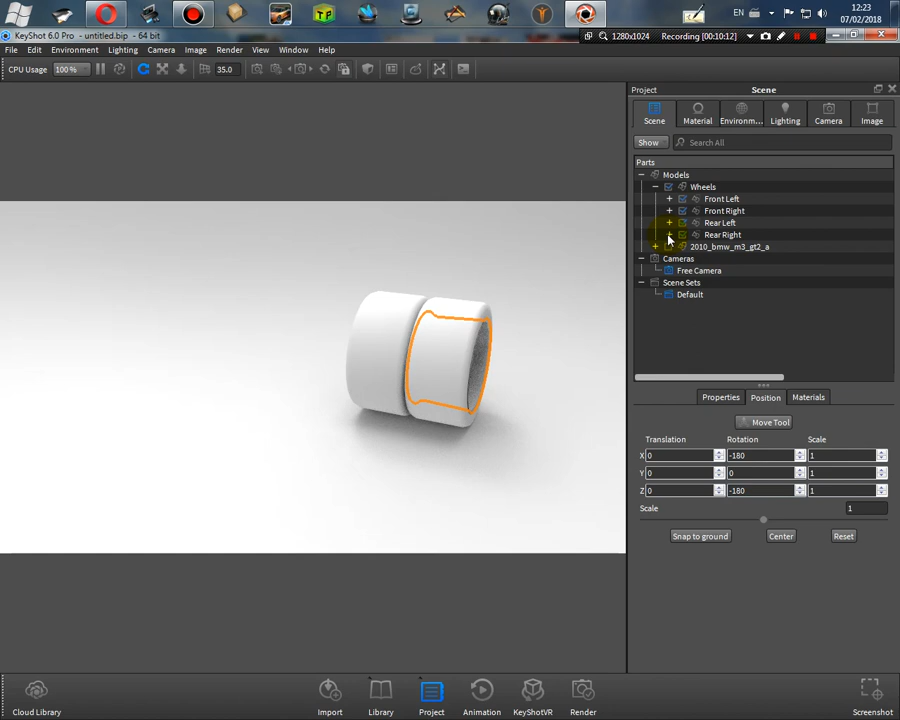 EN
12:23
07/02/2018
KeyShot 6.0 Pro - untitled.bip - 64 bit
1280x1024
Recording [00:10:12]
File Edit Environment Lighting Camera Image Render View Window Help
CPU Usage 100 % 35.0
Project Scene
Scene Material Environm... Lighting Camera Image
Show Search All
Parts
Models
Wheels
Front Left
Front Right
Rear Left
Rear Right
2010_bmw_m3_gt2_a
Cameras
Free Camera
Scene Sets
Default
Properties Position Materials
Move Tool
Translation Rotation Scale
X 0 -180 1
Y 0 0 1
Z 0 -180 1
Scale 1
Snap to ground Center Reset
Cloud Library Import Library Project Animation KeyShotVR Render Screenshot